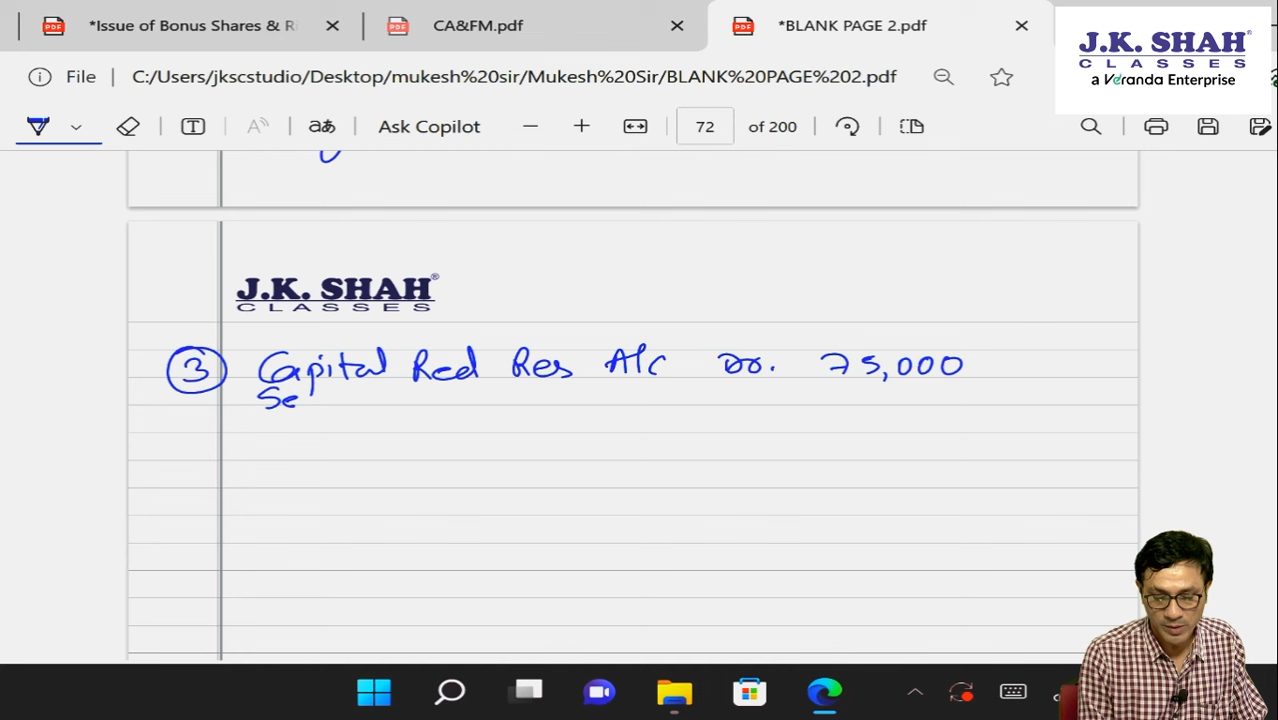 *Issue of Bonus Shares & Ri
CA&FM.pdf
*BLANK PAGE 2.pdf
J.K. SHAH®
CLASSES
a Veranda Enterprise
File
C:/Users/jkscstudio/Desktop/mukesh%20sir/Mukesh%20Sir/BLANK%20PAGE%202.pdf
Ask Copilot
72
of 200
J.K. SHAH®
CLASSES
3 Capital Red Res A/c Dr. 75,000
Se